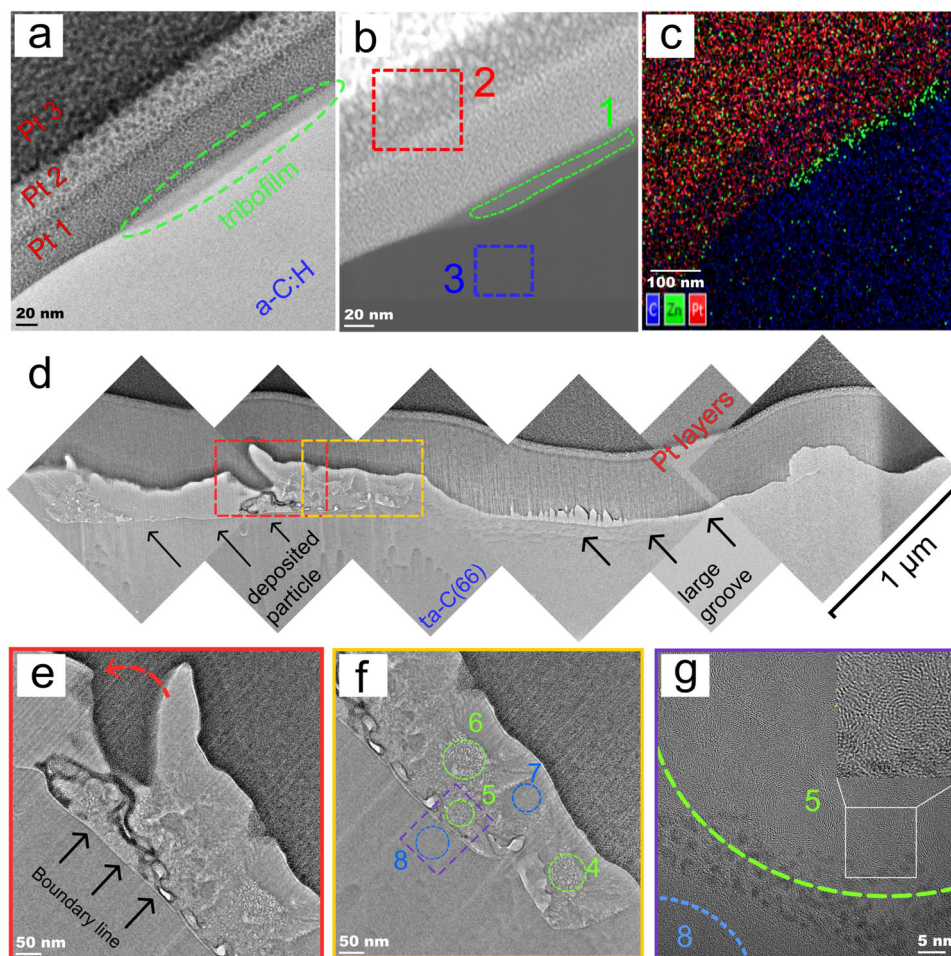 a
Pt 3
Pt 2
Pt 1
tribofilm
a-C:H
20 nm
b
2
1
3
20 nm
c
100 nm
C
Zn
Pt
d
Pt layers
deposited
particle
ta-C(66)
large
groove
1 µm
e
Boundary line
50 nm
f
6
7
5
8
4
50 nm
g
5
8
5 nm